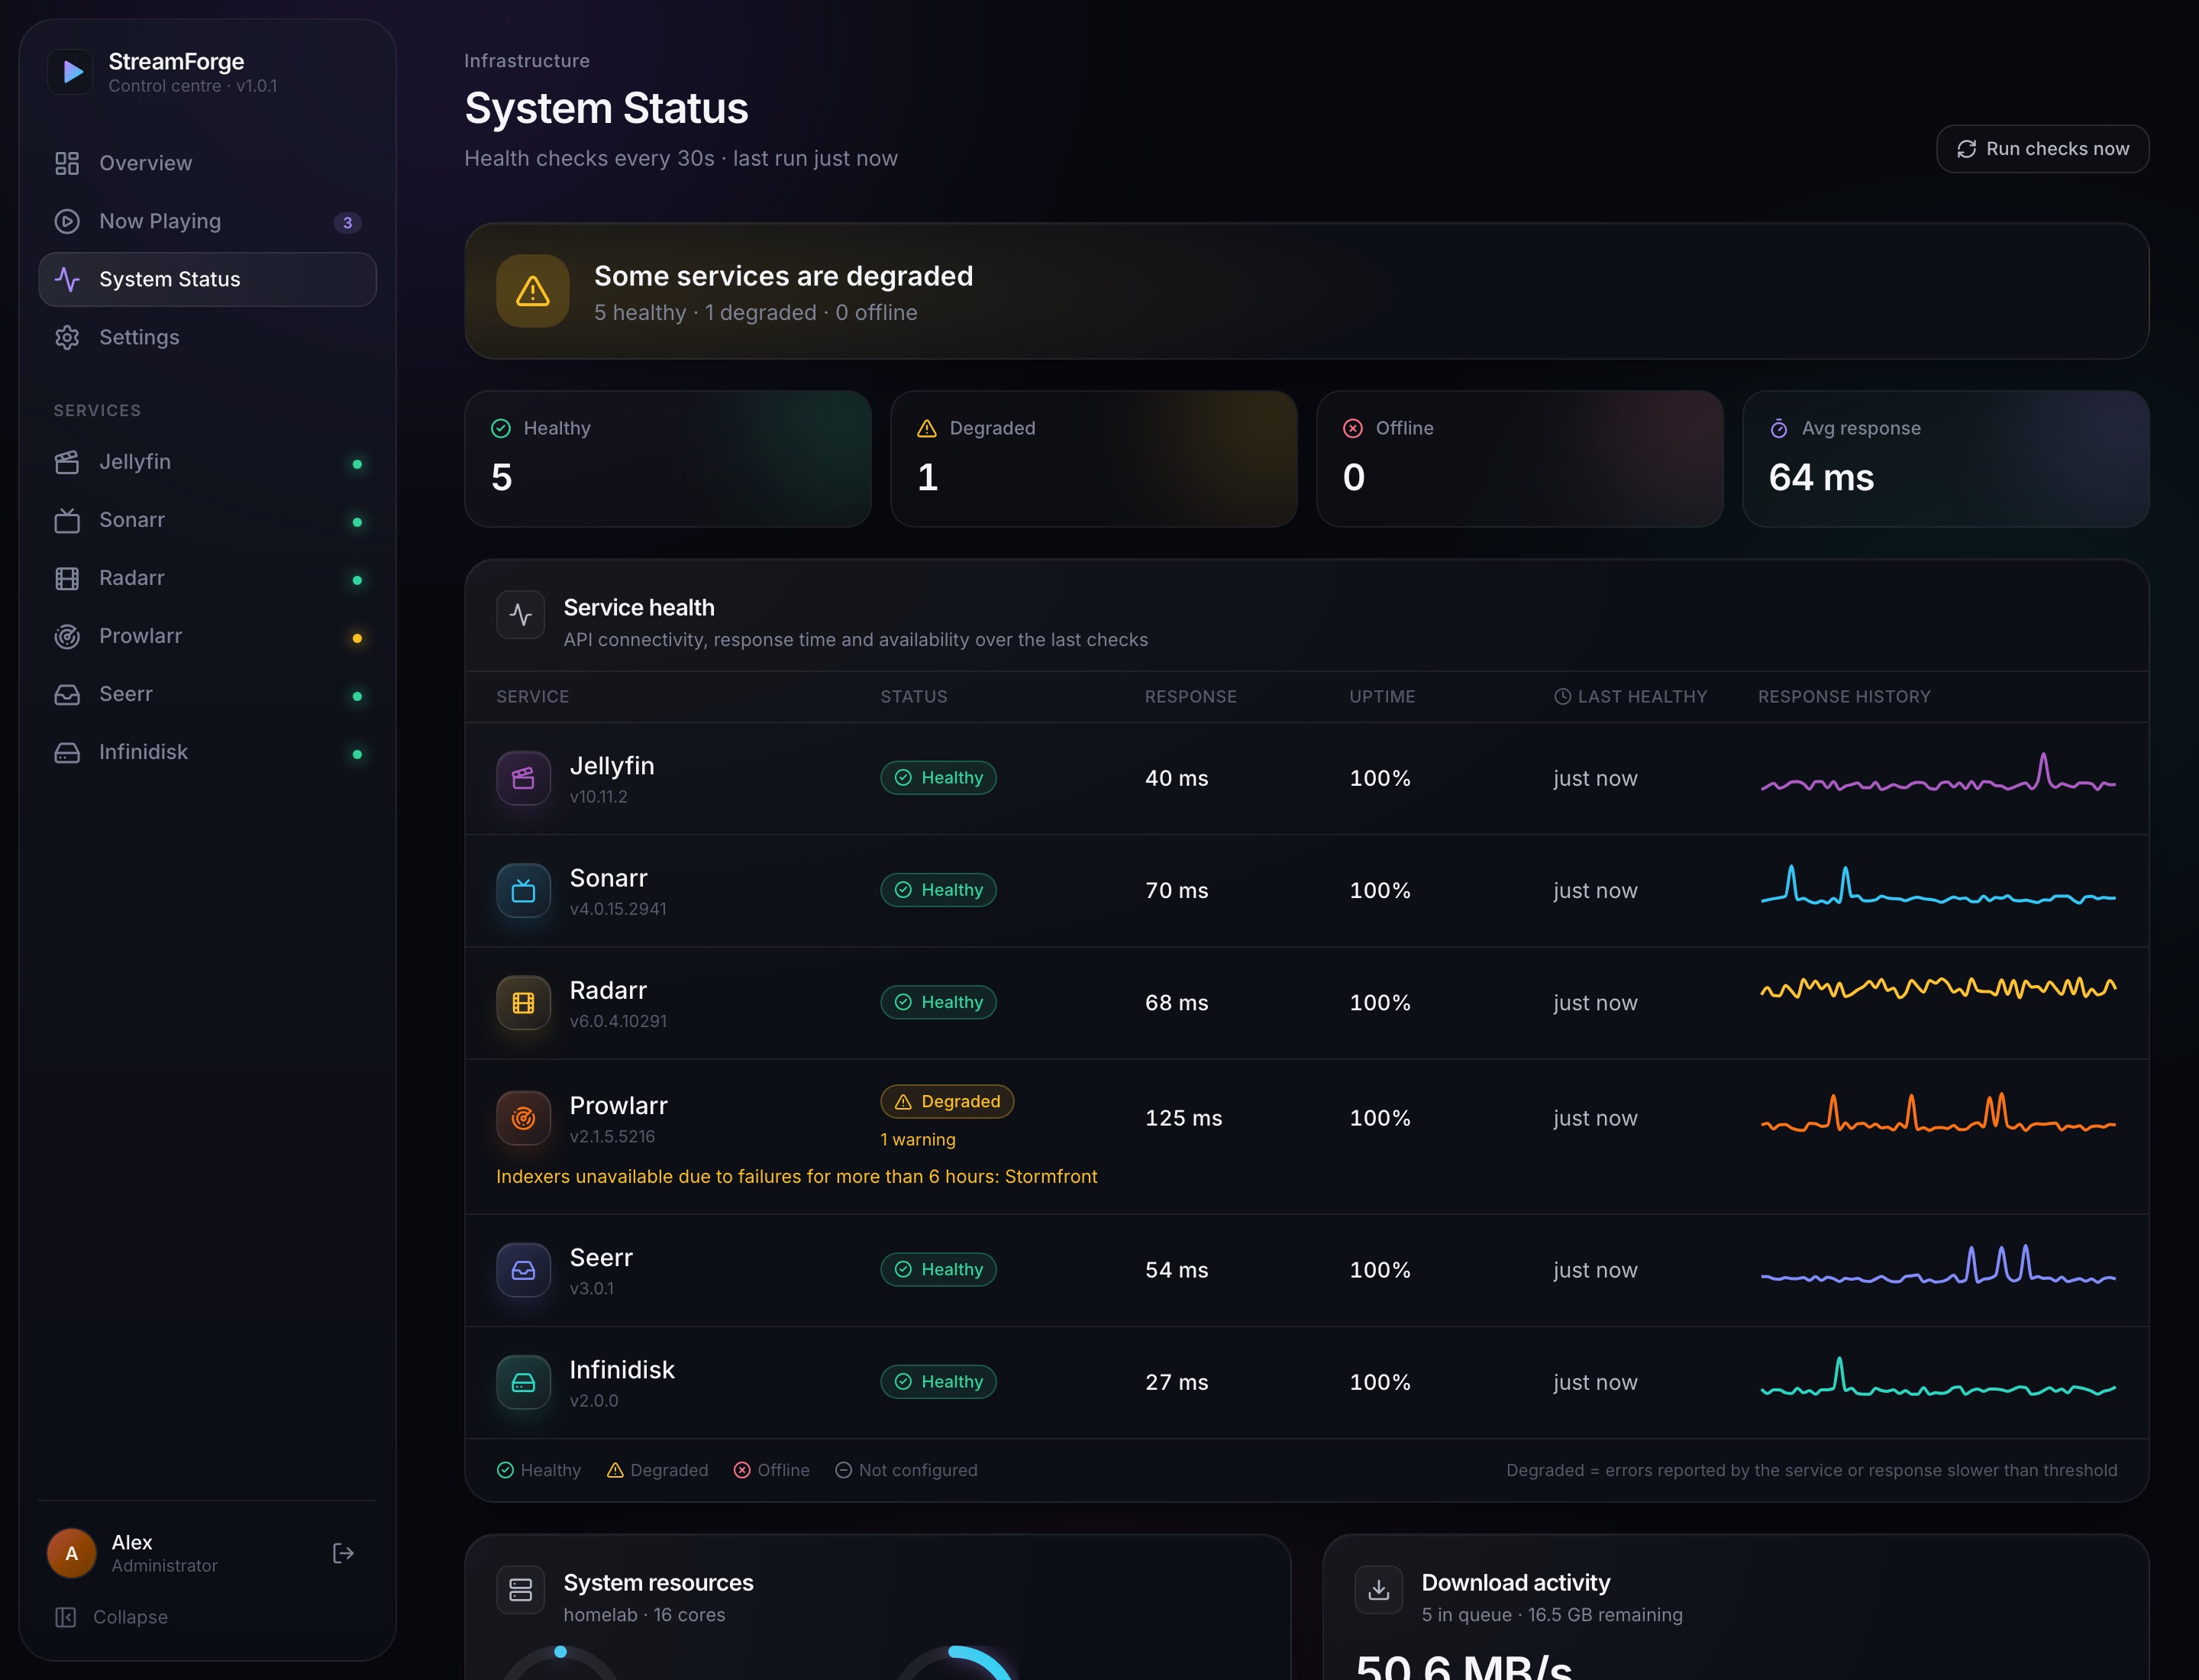 StreamForge
Control centre · v1.0.1
Overview
Now Playing 3
System Status
Settings
SERVICES
Jellyfin
Sonarr
Radarr
Prowlarr
Seerr
Infinidisk
A
Alex
Administrator
Collapse
Infrastructure
System Status
Health checks every 30s · last run just now
Run checks now
Some services are degraded
5 healthy · 1 degraded · 0 offline
Healthy
5
Degraded
1
Offline
0
Avg response
64 ms
Service health
API connectivity, response time and availability over the last checks
SERVICE STATUS RESPONSE UPTIME LAST HEALTHY RESPONSE HISTORY
Jellyfin
v10.11.2
Healthy 40 ms 100% just now
Sonarr
v4.0.15.2941
Healthy 70 ms 100% just now
Radarr
v6.0.4.10291
Healthy 68 ms 100% just now
Prowlarr
v2.1.5.5216
Degraded
1 warning
125 ms 100% just now
Indexers unavailable due to failures for more than 6 hours: Stormfront
Seerr
v3.0.1
Healthy 54 ms 100% just now
Infinidisk
v2.0.0
Healthy 27 ms 100% just now
Healthy Degraded Offline Not configured
Degraded = errors reported by the service or response slower than threshold
System resources
homelab · 16 cores
Download activity
5 in queue · 16.5 GB remaining
50.6 MB/s